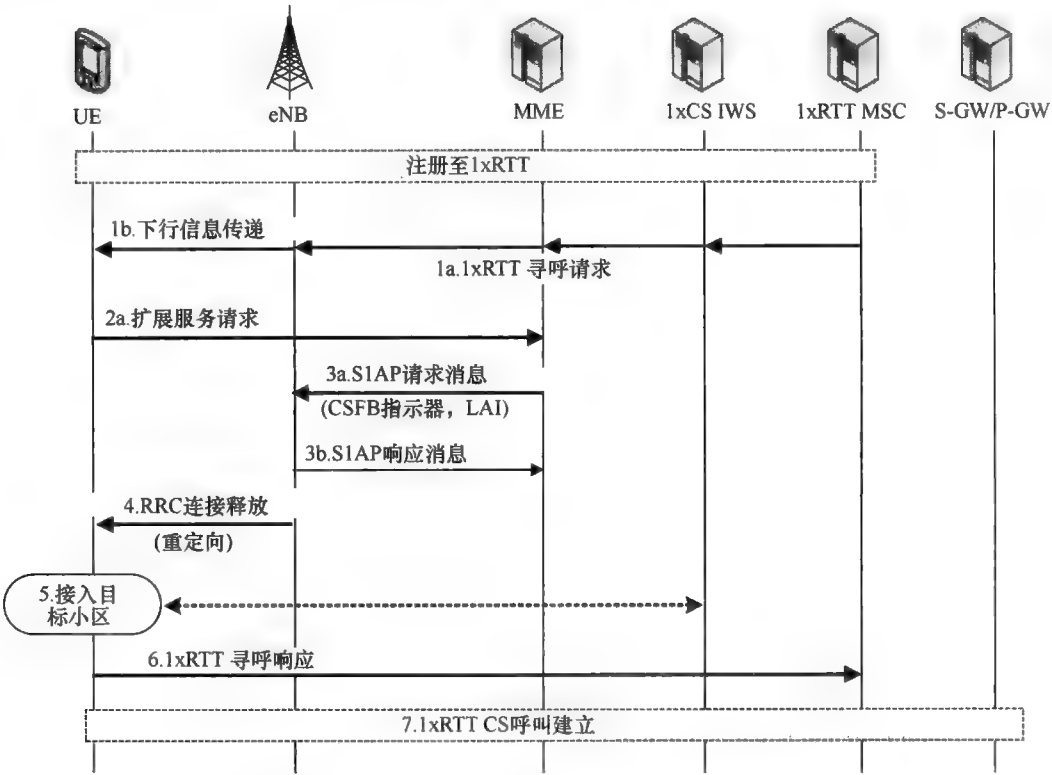 UE
eNB
MME
1xCS IWS
1xRTT MSC
S-GW/P-GW
注册至1xRTT
1b.下行信息传递
1a.1xRTT 寻呼请求
2a.扩展服务请求
3a.S1AP请求消息
(CSFB指示器，LAI)
3b.S1AP响应消息
4.RRC连接释放
(重定向)
5.接入目
标小区
6.1xRTT 寻呼响应
7.1xRTT CS呼叫建立